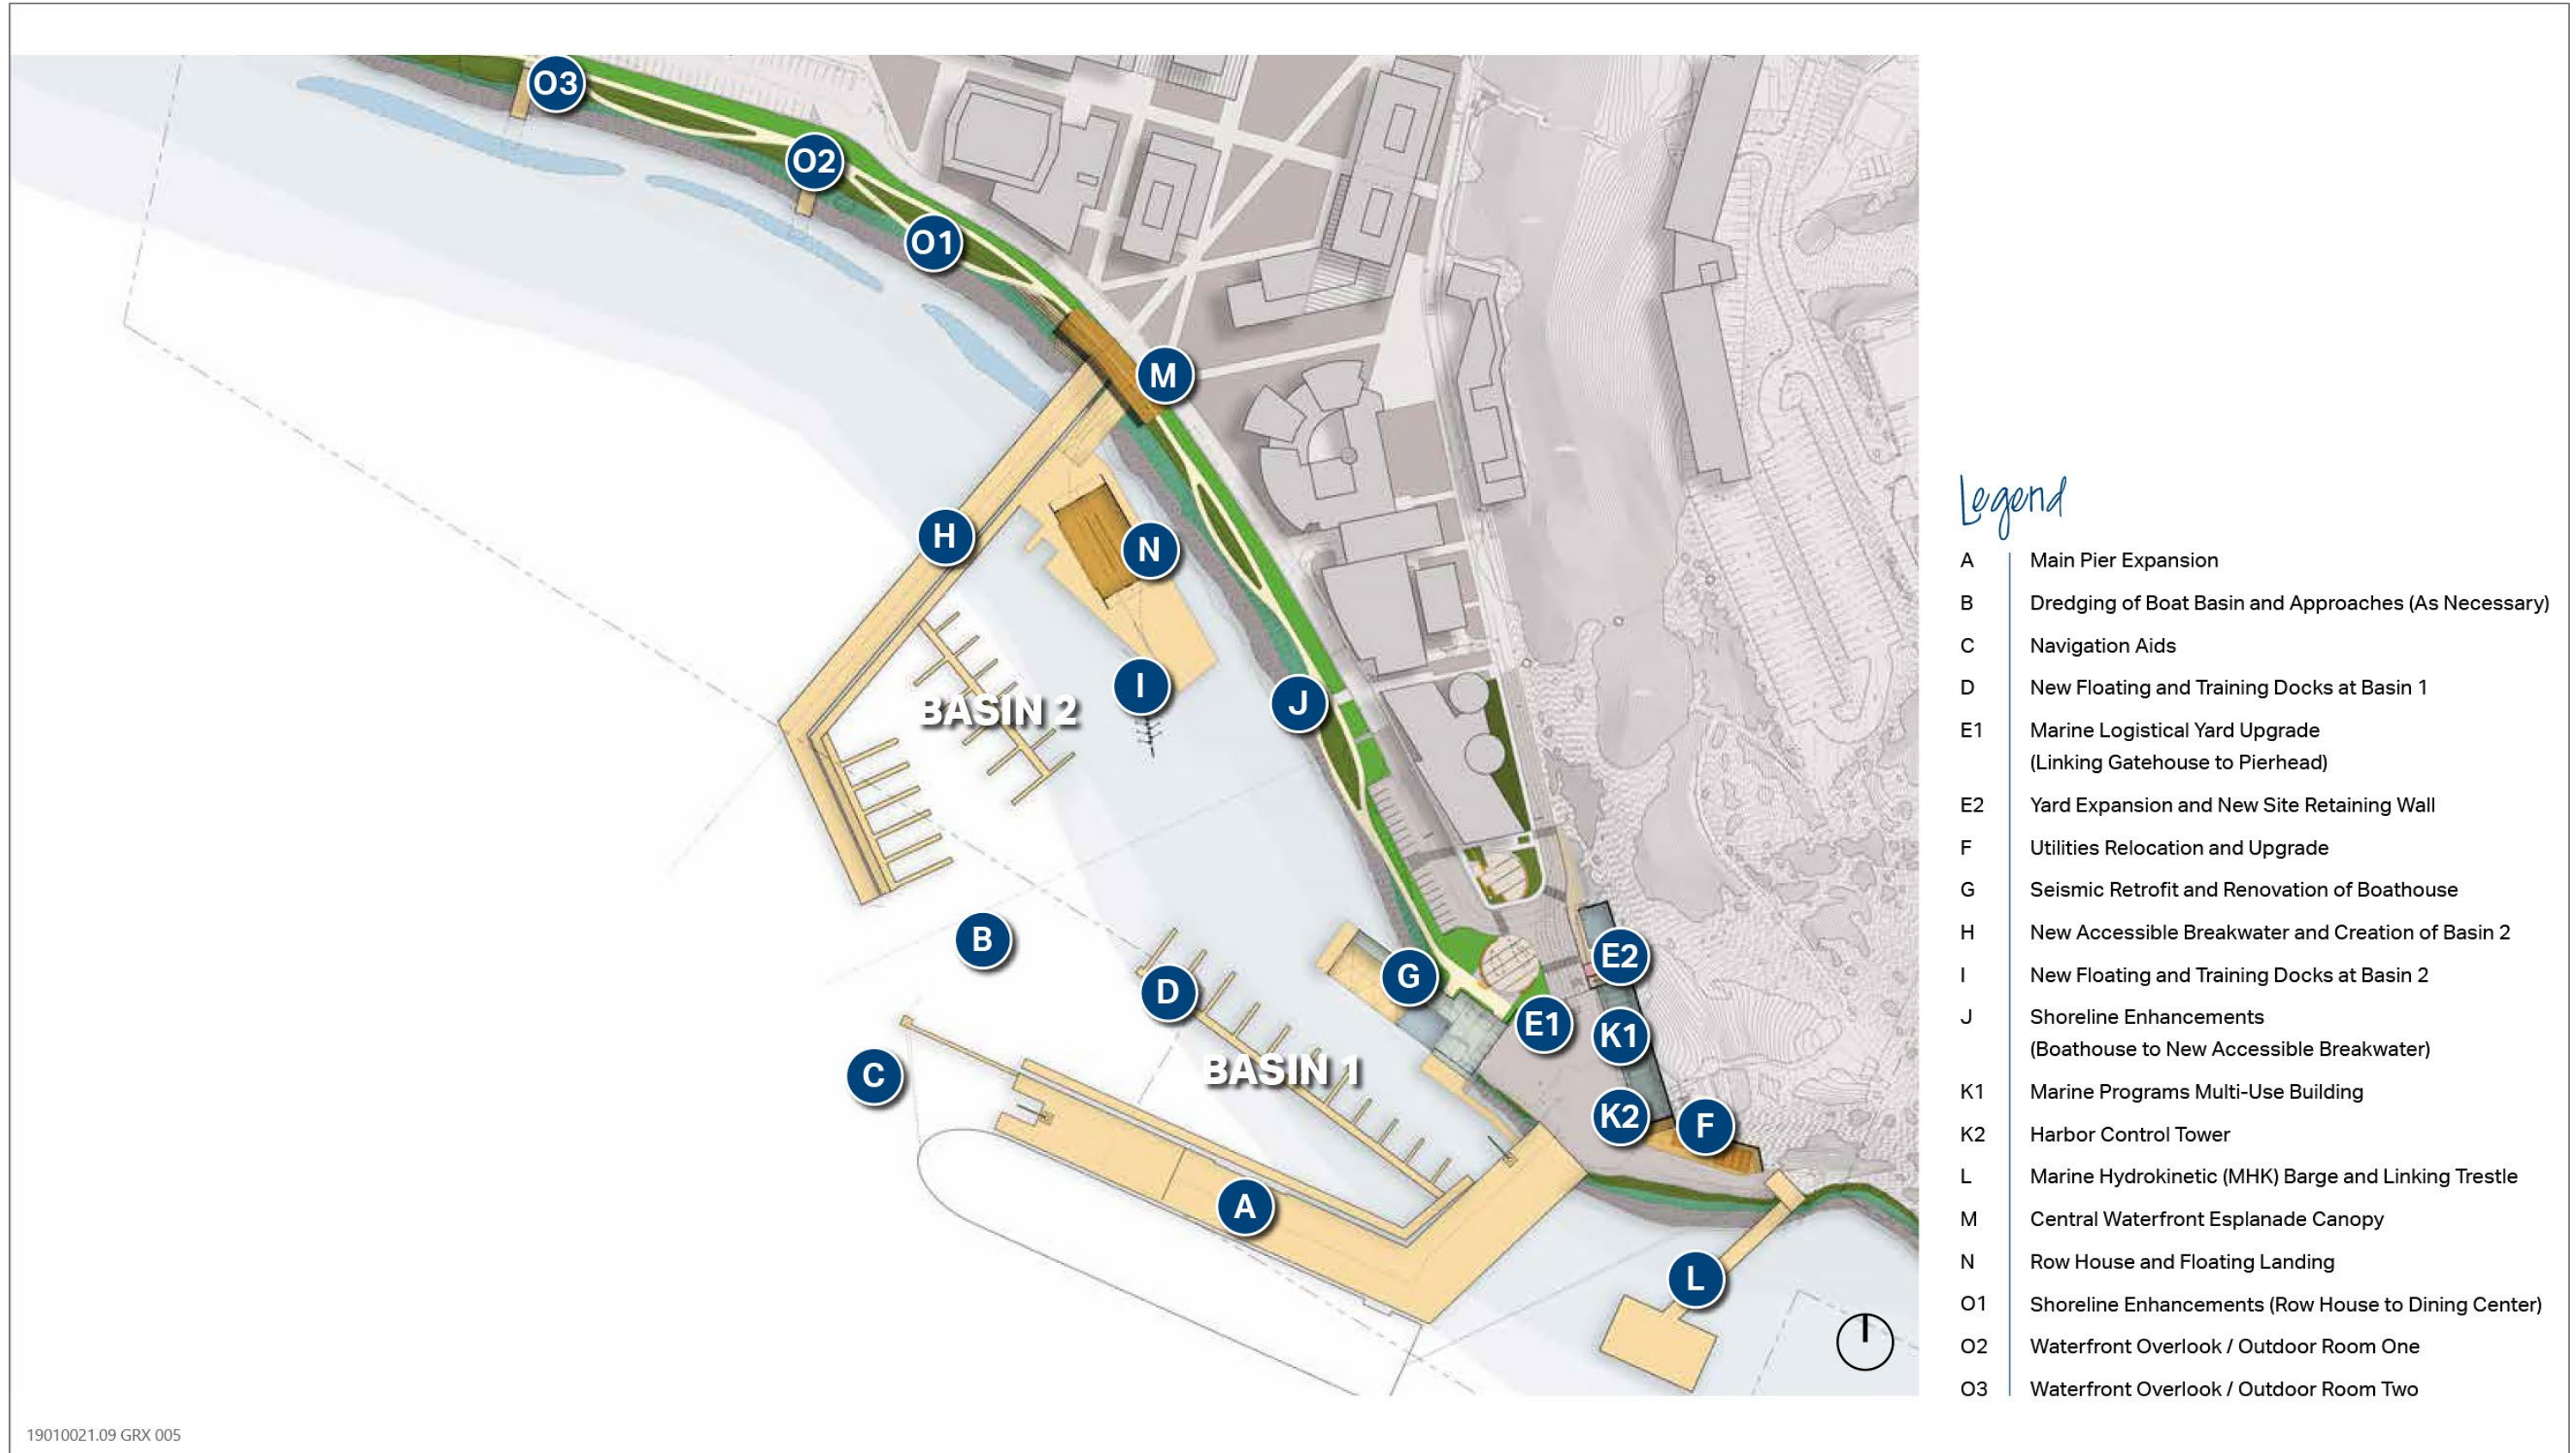 O3
O2
O1
M
H
N
I
J
BASIN 2
B
D
G
E2
E1
K1
C
BASIN 1
K2
F
A
L
Legend
A Main Pier Expansion
B Dredging of Boat Basin and Approaches (As Necessary)
C Navigation Aids
D New Floating and Training Docks at Basin 1
E1 Marine Logistical Yard Upgrade
(Linking Gatehouse to Pierhead)
E2 Yard Expansion and New Site Retaining Wall
F Utilities Relocation and Upgrade
G Seismic Retrofit and Renovation of Boathouse
H New Accessible Breakwater and Creation of Basin 2
I New Floating and Training Docks at Basin 2
J Shoreline Enhancements
(Boathouse to New Accessible Breakwater)
K1 Marine Programs Multi-Use Building
K2 Harbor Control Tower
L Marine Hydrokinetic (MHK) Barge and Linking Trestle
M Central Waterfront Esplanade Canopy
N Row House and Floating Landing
O1 Shoreline Enhancements (Row House to Dining Center)
O2 Waterfront Overlook / Outdoor Room One
O3 Waterfront Overlook / Outdoor Room Two
19010021.09 GRX 005